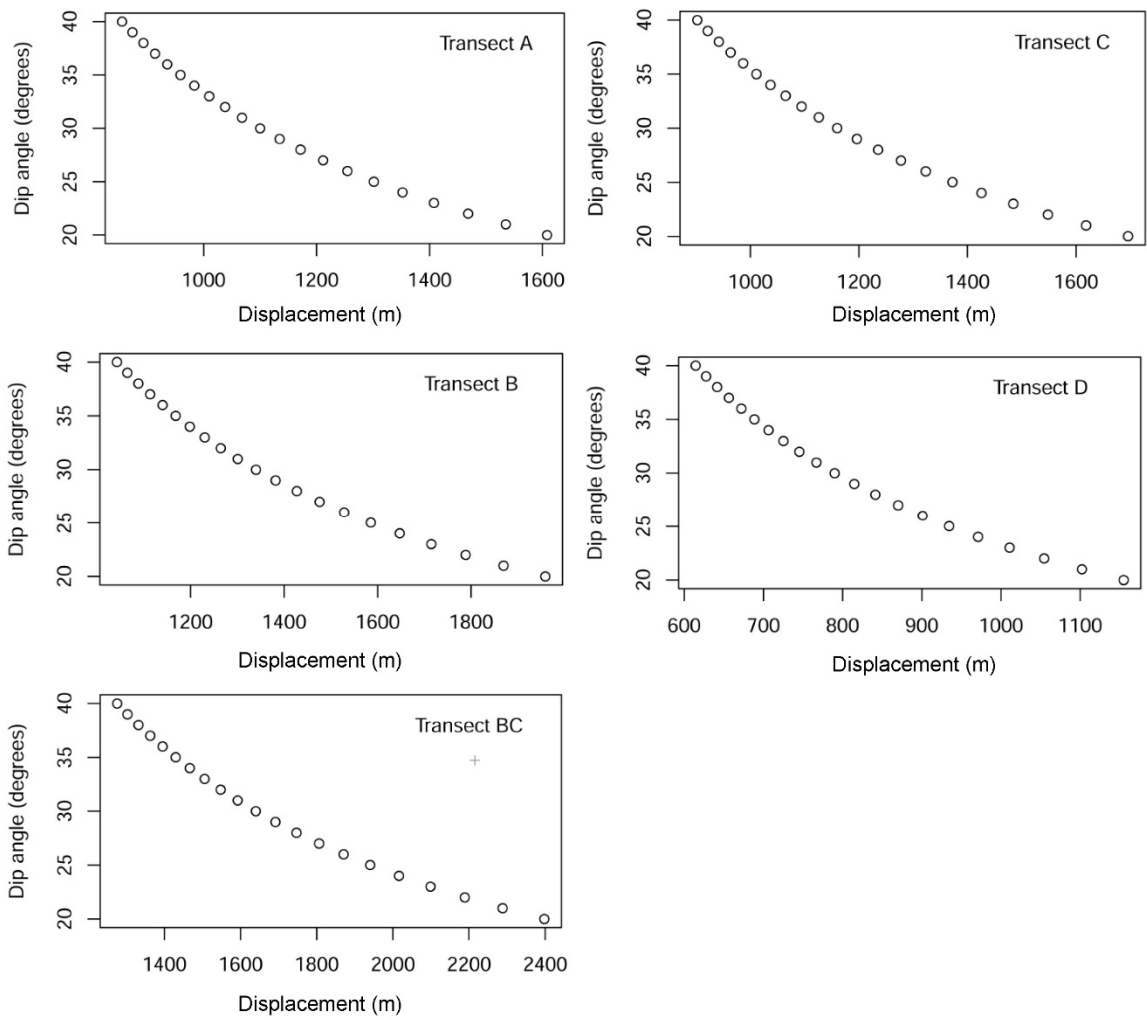 Transect A
Dip angle (degrees)
40
35
30
25
20
1000 1200 1400 1600
Displacement (m)
Transect C
Dip angle (degrees)
40
35
30
25
20
1000 1200 1400 1600
Displacement (m)
Transect B
Dip angle (degrees)
40
35
30
25
20
1200 1400 1600 1800
Displacement (m)
Transect D
Dip angle (degrees)
40
35
30
25
20
600 700 800 900 1000 1100
Displacement (m)
Transect BC
Dip angle (degrees)
40
35
30
25
20
1400 1600 1800 2000 2200 2400
Displacement (m)